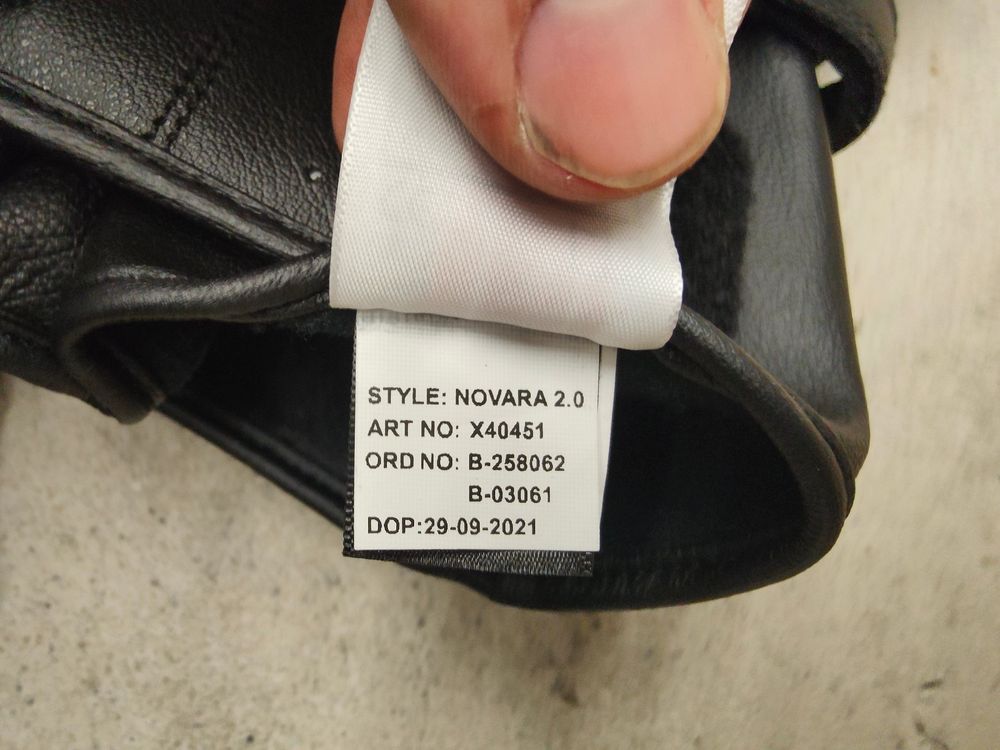 STYLE: NOVARA 2.0
ART NO: X40451
ORD NO: B-258062
B-03061
DOP:29-09-2021